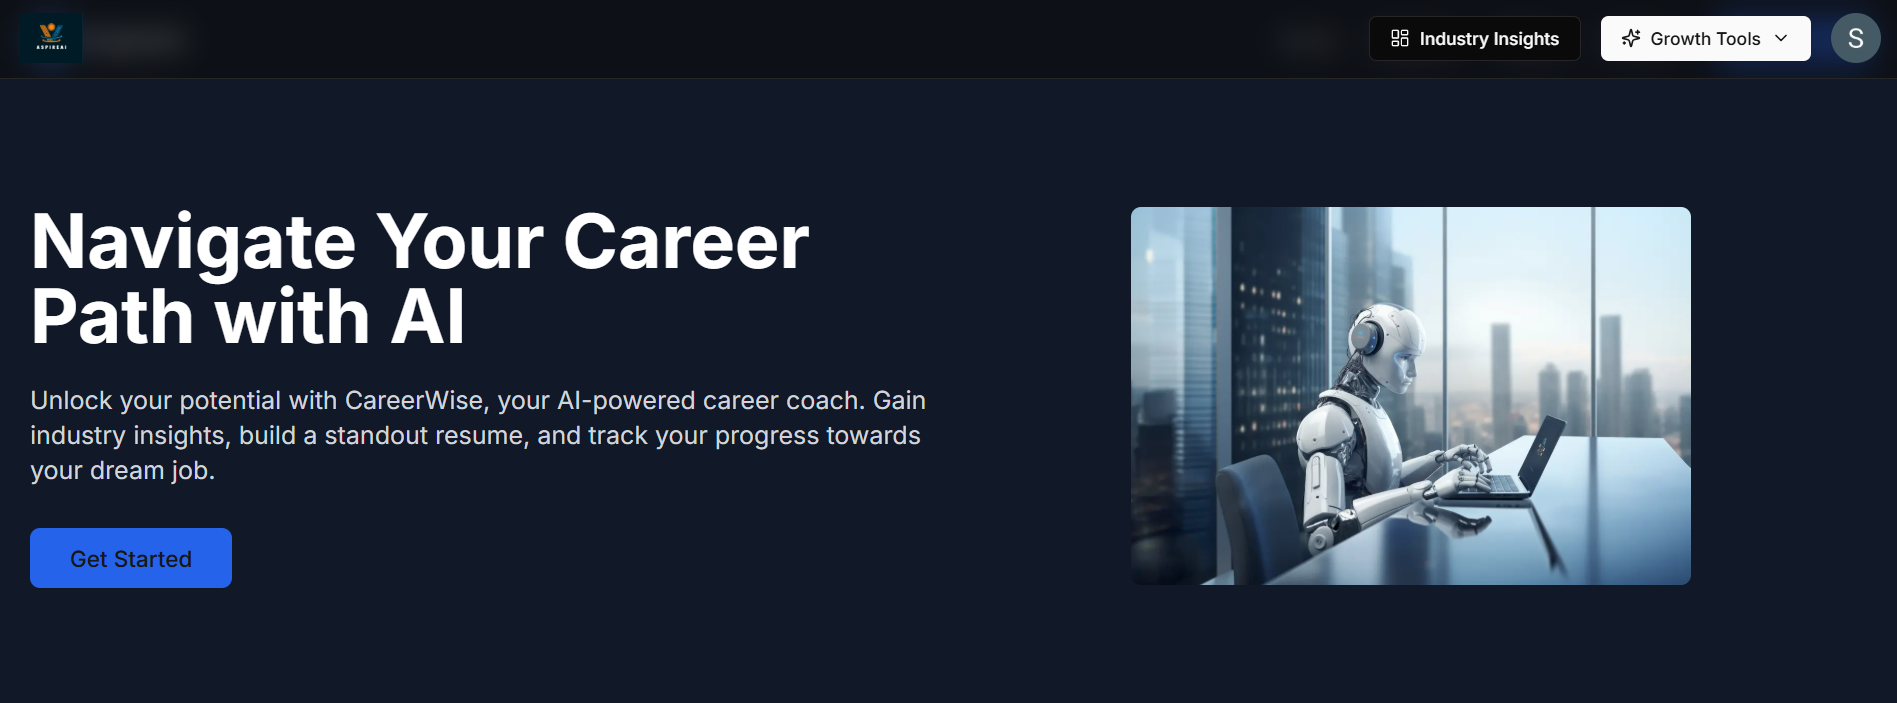 ASPIREAI
Industry Insights
Growth Tools
S
Navigate Your Career
Path with AI
Unlock your potential with CareerWise, your AI-powered career coach. Gain
industry insights, build a standout resume, and track your progress towards
your dream job.
Get Started